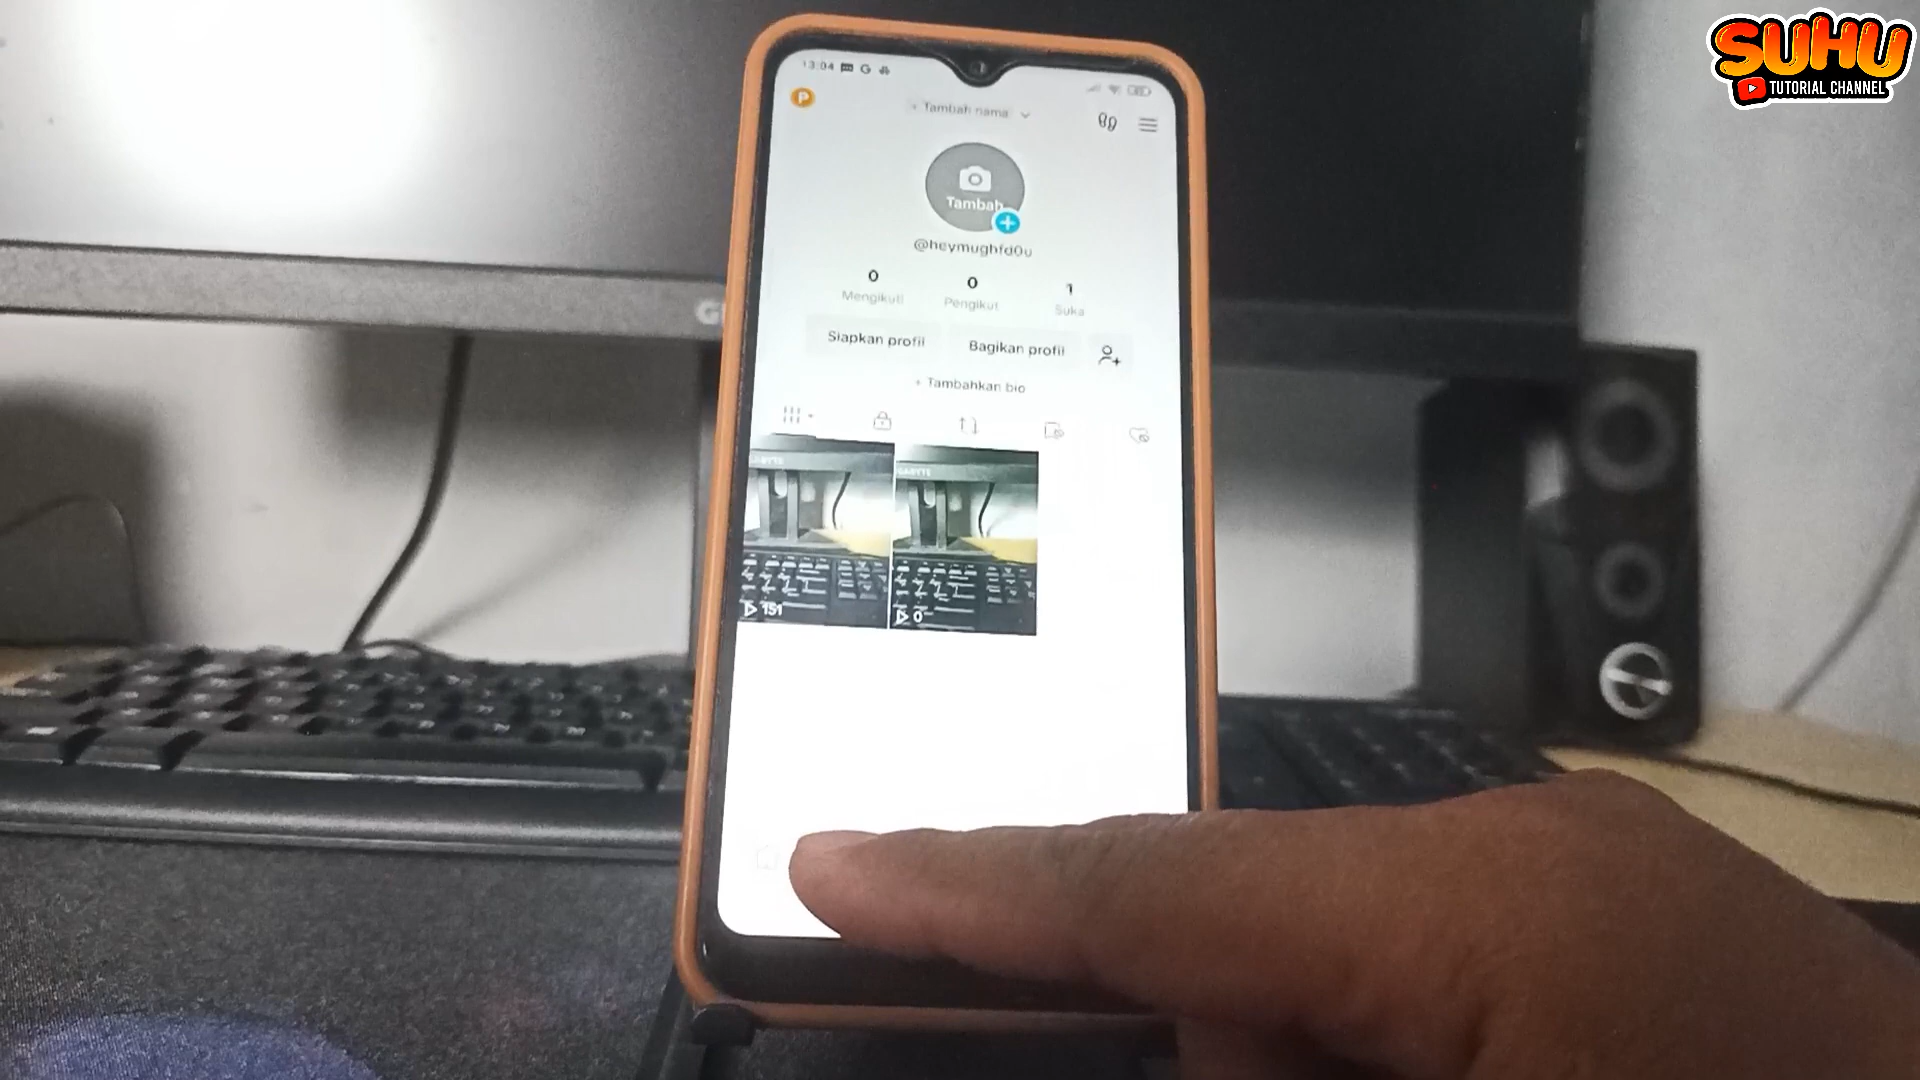 SUHU
TUTORIAL CHANNEL
13:04
P
+ Tambah nama
Tambah
@heymughfd0u
0
0
1
Mengikuti
Pengikut
Suka
Siapkan profil
Bagikan profil
+ Tambahkan bio
151
0